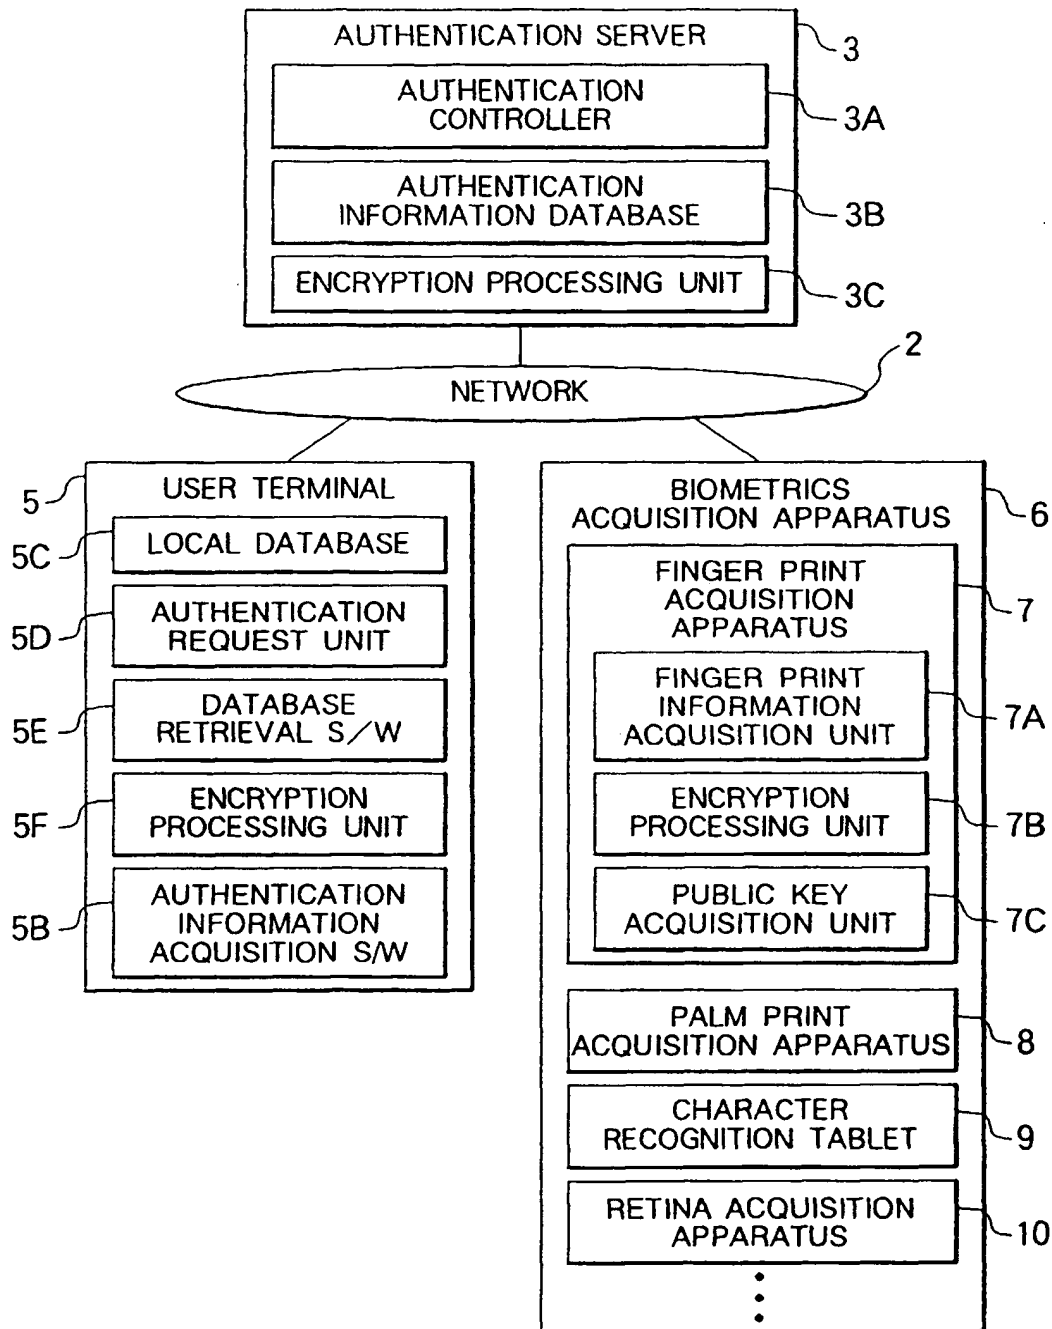 AUTHENTICATION SERVER
3
AUTHENTICATION
CONTROLLER
3A
AUTHENTICATION
INFORMATION DATABASE
3B
ENCRYPTION PROCESSING UNIT
3C
2
NETWORK
5
USER TERMINAL
5C
LOCAL DATABASE
5D
AUTHENTICATION
REQUEST UNIT
5E
DATABASE
RETRIEVAL S/W
5F
ENCRYPTION
PROCESSING UNIT
5B
AUTHENTICATION
INFORMATION
ACQUISITION S/W
BIOMETRICS
ACQUISITION APPARATUS
6
FINGER PRINT
ACQUISITION
APPARATUS
7
FINGER PRINT
INFORMATION
ACQUISITION UNIT
7A
ENCRYPTION
PROCESSING UNIT
7B
PUBLIC KEY
ACQUISITION UNIT
7C
PALM PRINT
ACQUISITION APPARATUS
8
CHARACTER
RECOGNITION TABLET
9
RETINA ACQUISITION
APPARATUS
10